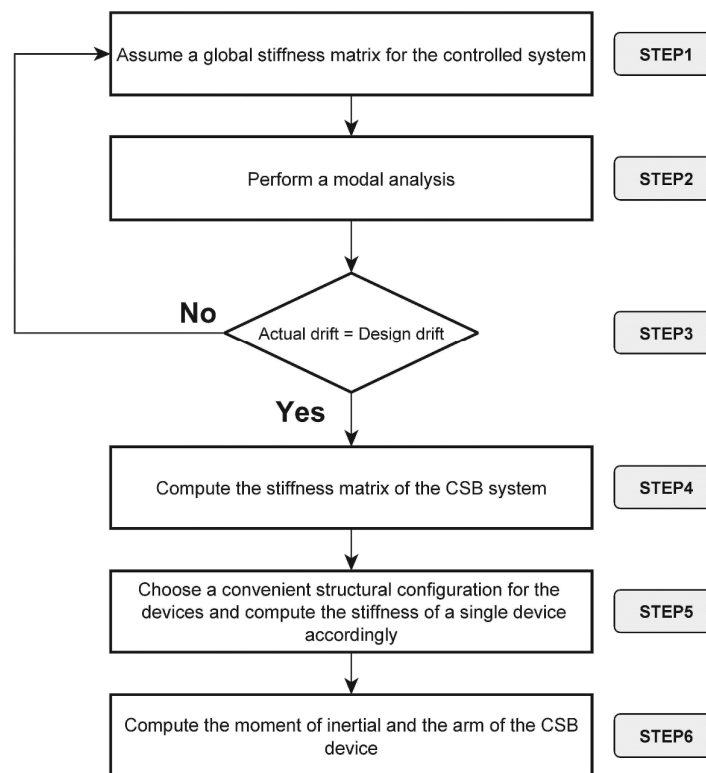 Assume a global stiffness matrix for the controlled system
STEP1
Perform a modal analysis
STEP2
No
Actual drift = Design drift
STEP3
Yes
Compute the stiffness matrix of the CSB system
STEP4
Choose a convenient structural configuration for the
devices and compute the stiffness of a single device
accordingly
STEP5
Compute the moment of inertial and the arm of the CSB
device
STEP6